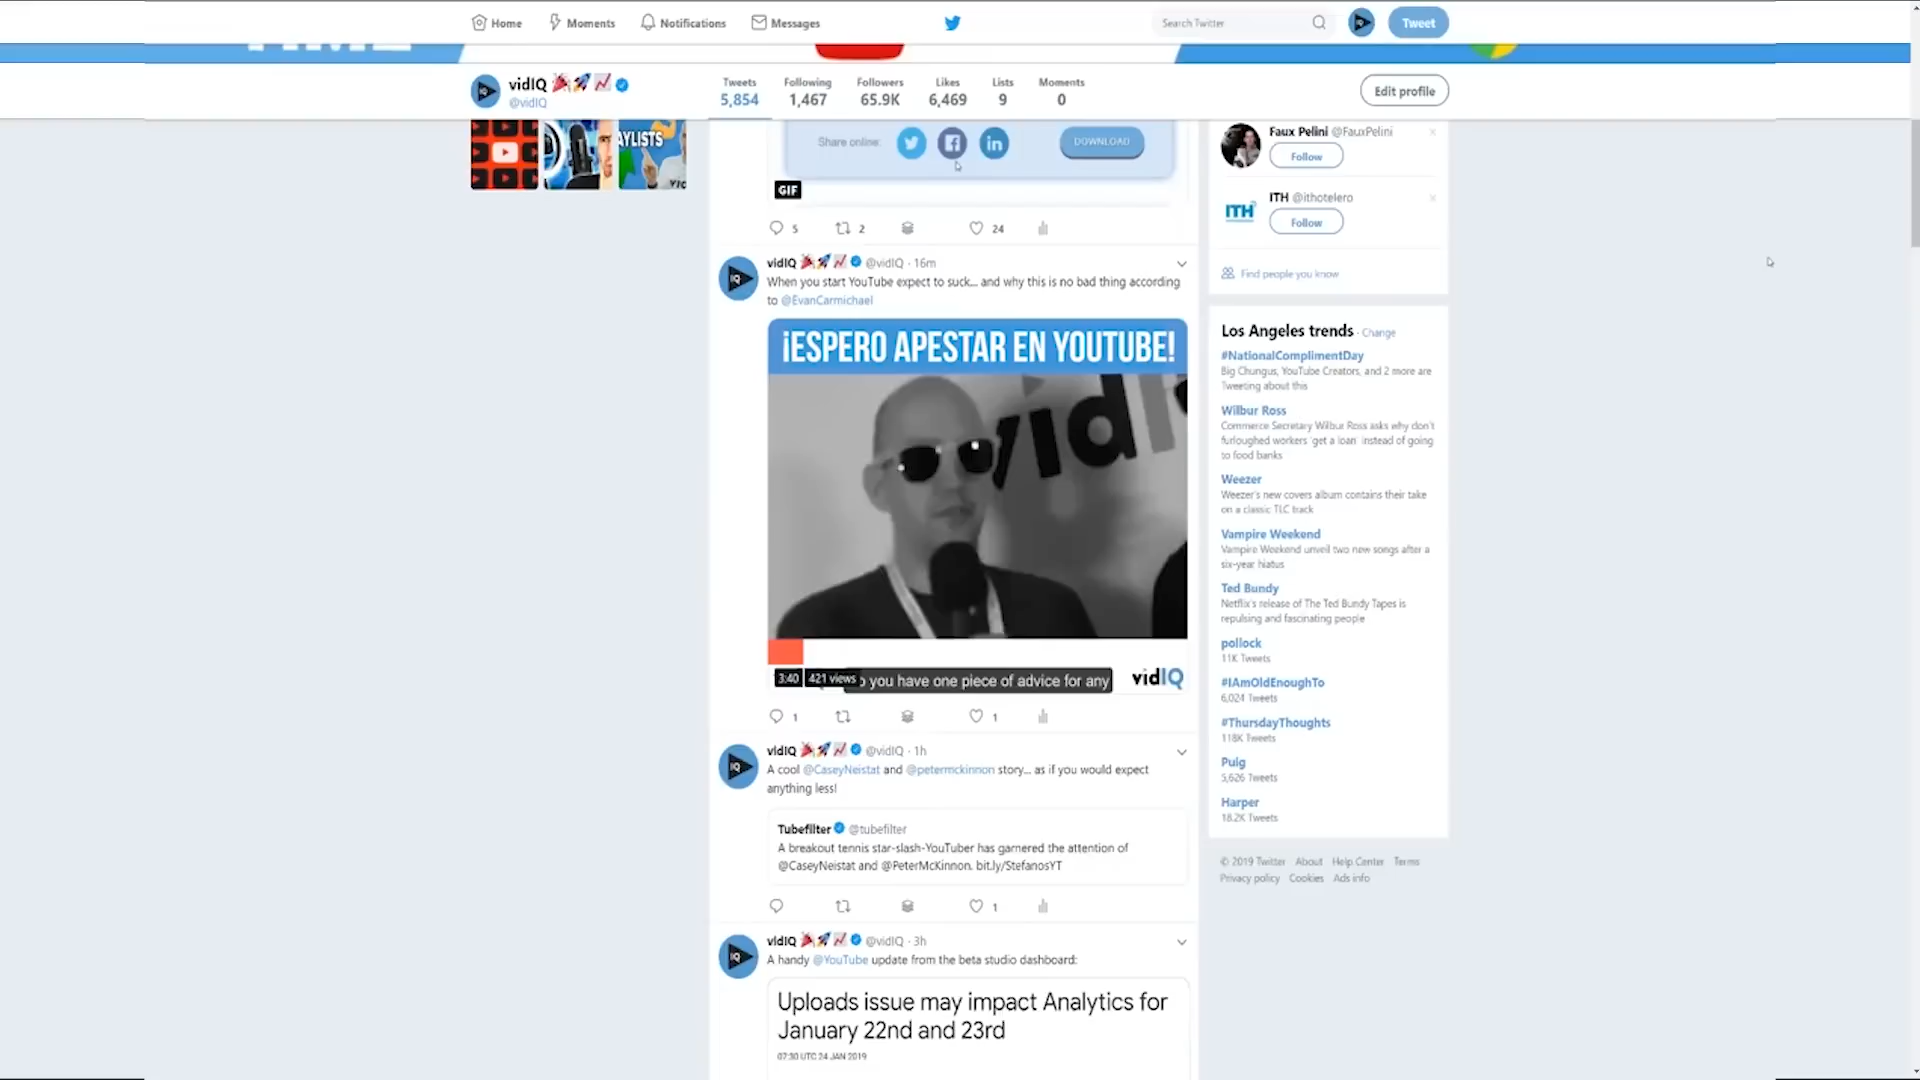 Home
Moments
Notifications
Messages
Search Twitter
Tweet
vidIQ
@vidIQ
Tweets
5,854
Following
1,467
Followers
65.9K
Likes
6,469
Lists
9
Moments
0
Edit profile
AYLISTS
Share online:
DOWNLOAD
GIF
5
2
24
vidIQ @vidIQ · 16m
When you start YouTube expect to suck... and why this is no bad thing according
to @EvanCarmichael
¡ESPERO APESTAR EN YOUTUBE!
3:40
421 views
you have one piece of advice for any
vidIQ
1
1
vidIQ @vidIQ · 1h
A cool @CaseyNeistat and @petermckinnon story... as if you would expect
anything less!
Tubefilter @tubefilter
A breakout tennis star-slash-YouTuber has garnered the attention of
@CaseyNeistat and @PeterMcKinnon. bit.ly/StefanosYT
1
vidIQ @vidIQ · 3h
A handy @YouTube update from the beta studio dashboard:
Uploads issue may impact Analytics for
January 22nd and 23rd
07:30 UTC 24 JAN 2019
Faux Pelini @FauxPelini
Follow
ITH
ITH @ithotelero
Follow
Find people you know
Los Angeles trends · Change
#NationalComplimentDay
Big Chungus, YouTube Creators, and 2 more are
Tweeting about this
Wilbur Ross
Commerce Secretary Wilbur Ross asks why don't
furloughed workers 'get a loan' instead of going
to food banks
Weezer
Weezer's new covers album contains their take
on a classic TLC track
Vampire Weekend
Vampire Weekend unveil two new songs after a
six-year hiatus
Ted Bundy
Netflix's release of The Ted Bundy Tapes is
repulsing and fascinating people
pollock
11K Tweets
#IAmOldEnoughTo
6,024 Tweets
#ThursdayThoughts
118K Tweets
Puig
5,626 Tweets
Harper
18.2K Tweets
© 2019 Twitter About Help Center Terms
Privacy policy Cookies Ads info